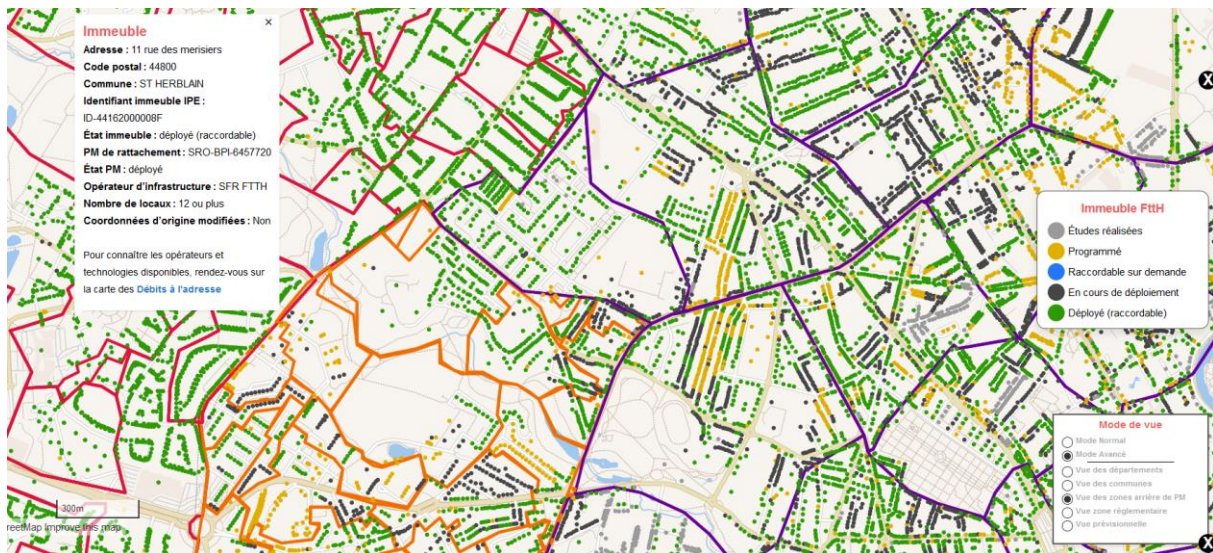 ×
Immeuble
Adresse : 11 rue des merisiers
Code postal : 44800
Commune : ST HERBLAIN
Identifiant immeuble IPE :
ID-44162000008F
État immeuble : déployé (raccordable)
PM de rattachement : SRO-BPI-6457720
État PM : déployé
Opérateur d'infrastructure : SFR FTTH
Nombre de locaux : 12 ou plus
Coordonnées d'origine modifiées : Non
Pour connaître les opérateurs et
technologies disponibles, rendez-vous sur
la carte des Débits à l'adresse
X
Immeuble FttH
Études réalisées
Programmé
Raccordable sur demande
En cours de déploiement
Déployé (raccordable)
Mode de vue
Mode Normal
Mode Avancé
Vue des départements
Vue des communes
Vue des zones arrière de PM
Vue zone réglementaire
Vue prévisionnelle
X
300m
reetMap Improve this map